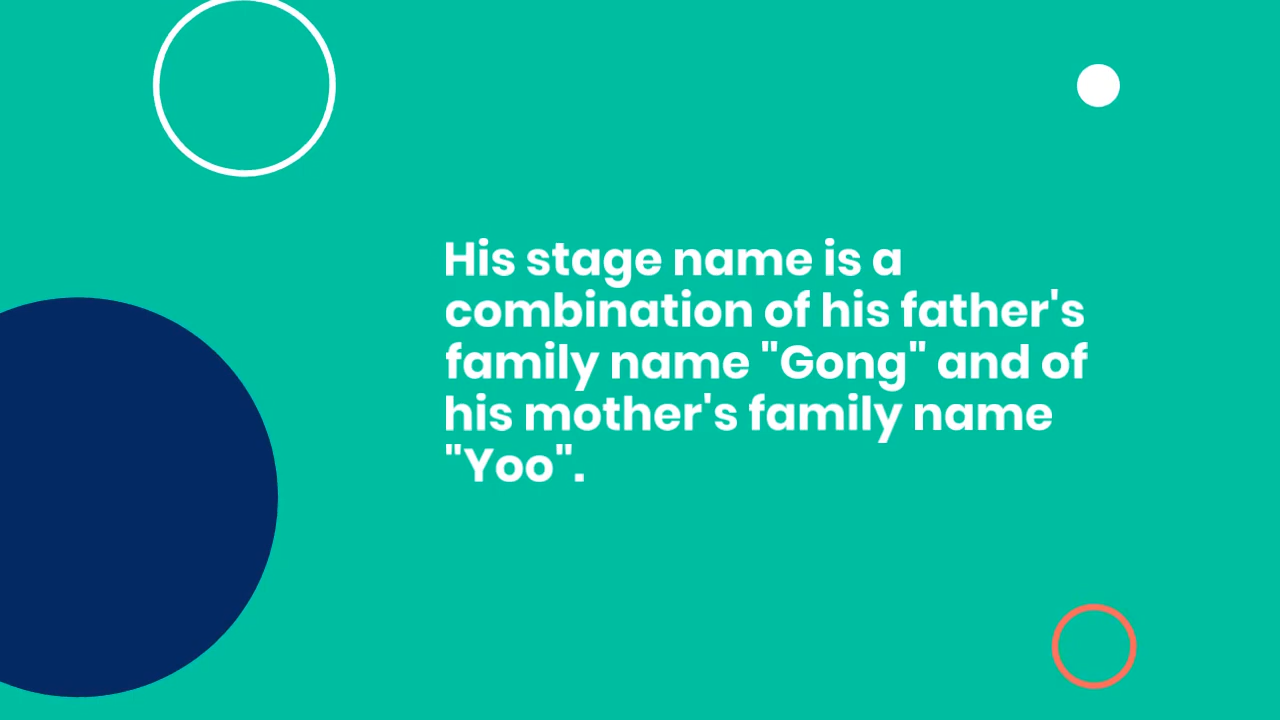 His stage name is a
combination of his father's
family name "Gong" and of
his mother's family name
"Yoo".